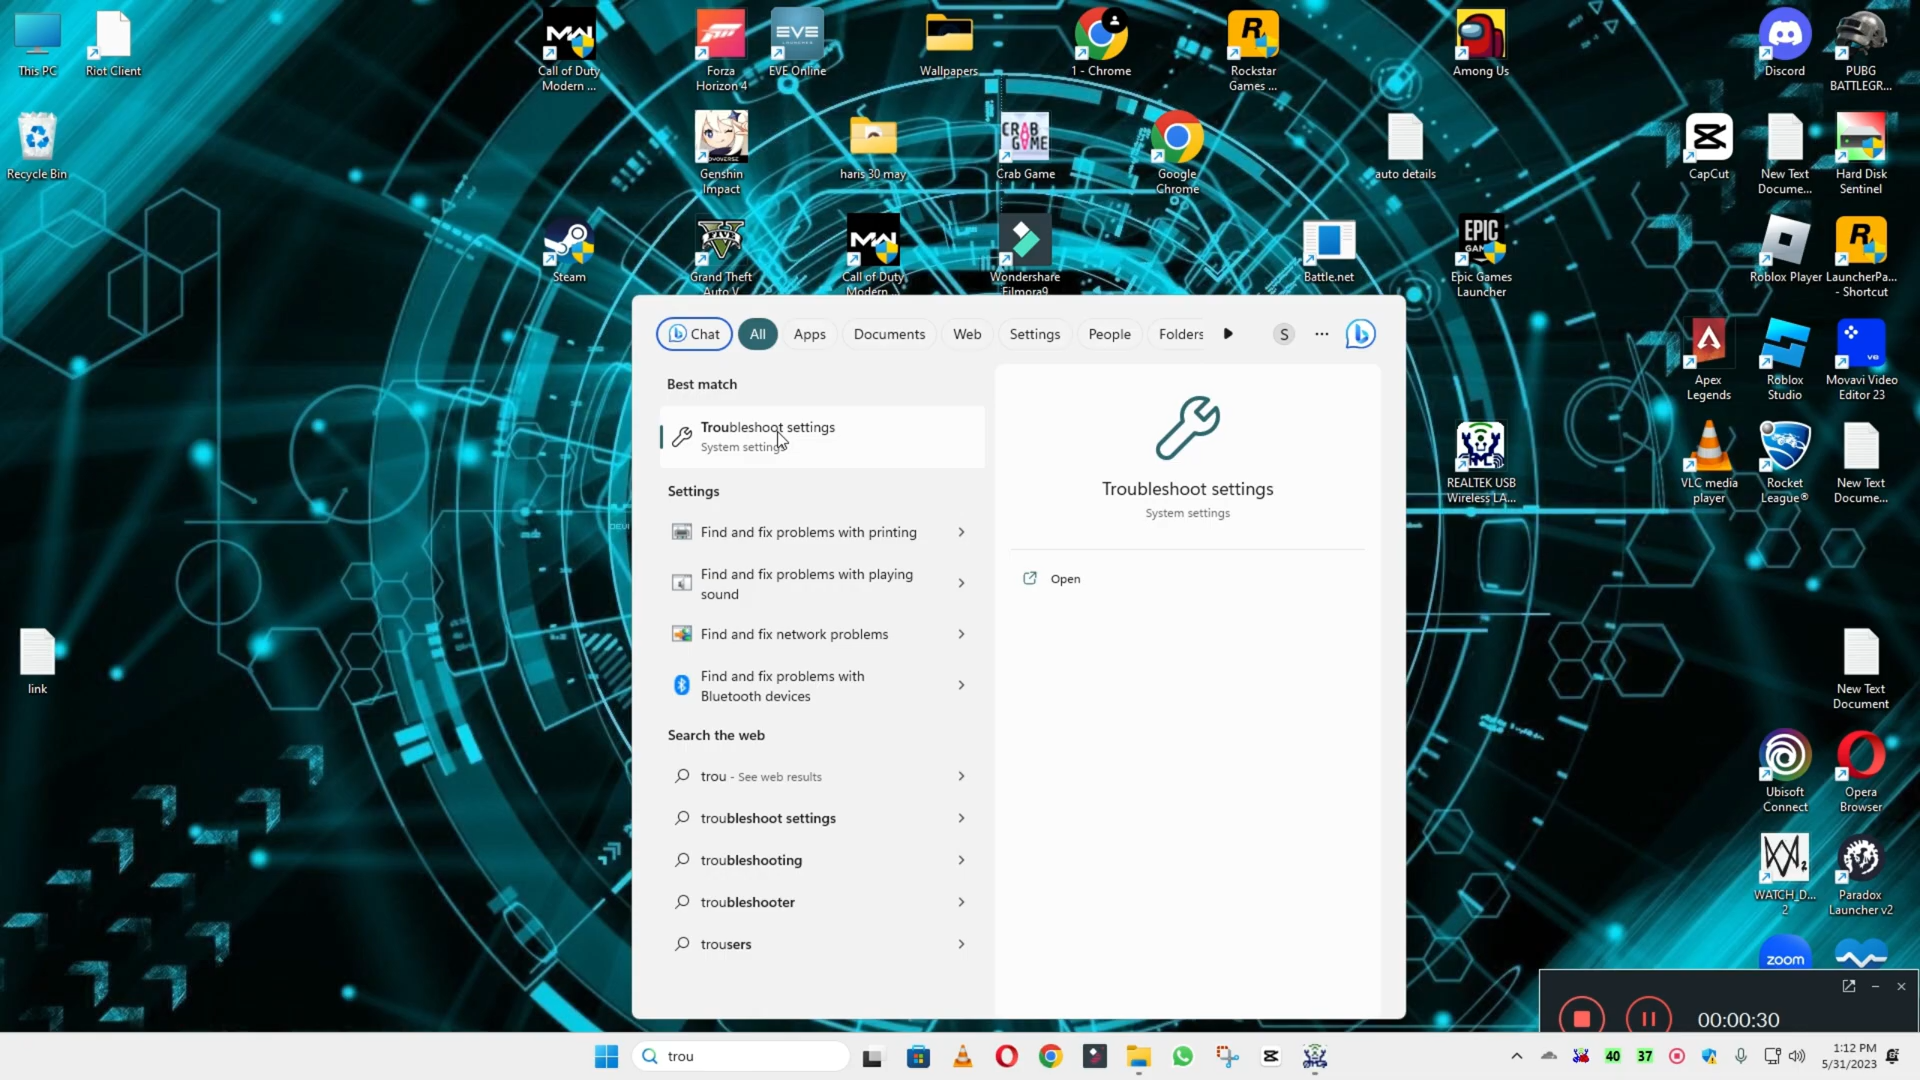 This PC
Riot Client
Call of Duty
Modern ...
Forza
Horizon 4
EVE Online
Wallpapers
1 - Chrome
Rockstar
Games ...
Among Us
Discord
PUBG
BATTLEGR...
Recycle Bin
Genshin
Impact
haris 30 may
CRAB
GAME
Crab Game
Google
Chrome
auto details
CapCut
New Text
Docume...
Hard Disk
Sentinel
Steam
Grand Theft
Auto V
Call of Duty
Modern...
Wondershare
Filmora9
Battle.net
EPIC
GAMES
Epic Games
Launcher
Roblox Player
LauncherPa...
- Shortcut
Chat
All
Apps
Documents
Web
Settings
People
Folders
S
Best match
Troubleshoot settings
System settings
Settings
Find and fix problems with printing
Find and fix problems with playing
sound
Find and fix network problems
Find and fix problems with
Bluetooth devices
Search the web
trou - See web results
troubleshoot settings
troubleshooting
troubleshooter
trousers
Troubleshoot settings
System settings
Open
Apex
Legends
Roblox
Studio
Movavi Video
Editor 23
REALTEK USB
Wireless LA...
VLC media
player
Rocket
League®
New Text
Docume...
link
New Text
Document
Ubisoft
Connect
Opera
Browser
WATCH_D...
2
Paradox
Launcher v2
zoom
00:00:30
trou
40
37
1:12 PM
5/31/2023